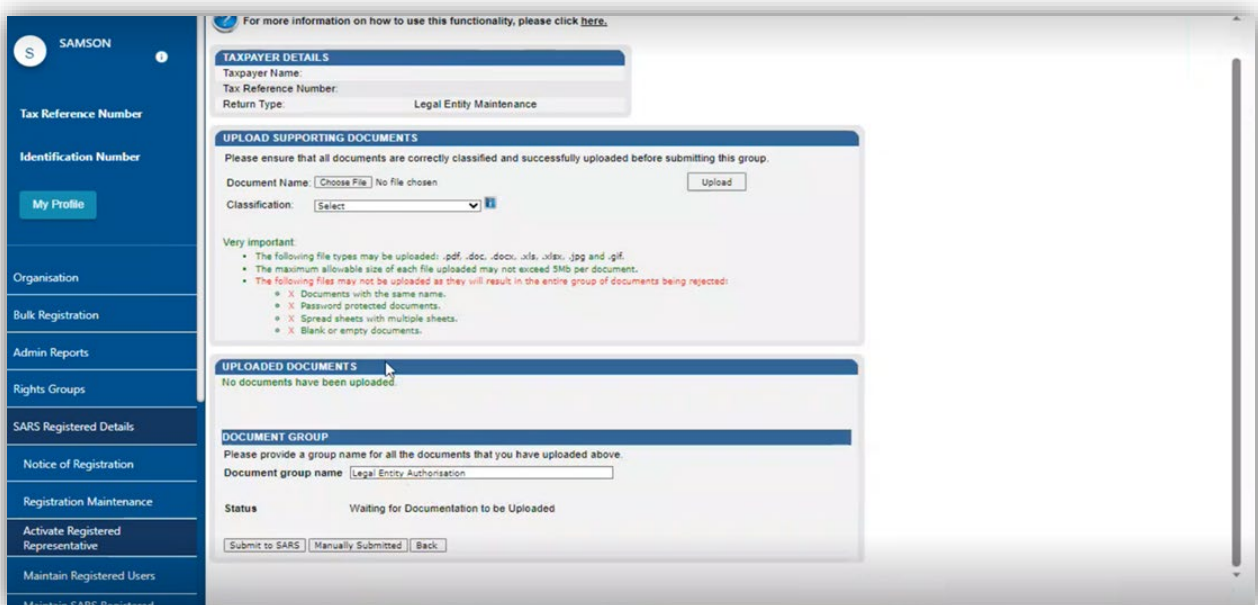 SAMSON
S
Tax Reference Number
Identification Number
My Profile
Organisation
Bulk Registration
Admin Reports
Rights Groups
SARS Registered Details
Notice of Registration
Registration Maintenance
Activate Registered
Representative
Maintain Registered Users
Maintain SARS Registered
For more information on how to use this functionality, please click here.
TAXPAYER DETAILS
Taxpayer Name:
Tax Reference Number:
Return Type: Legal Entity Maintenance
UPLOAD SUPPORTING DOCUMENTS
Please ensure that all documents are correctly classified and successfully uploaded before submitting this group.
Document Name: Choose File No file chosen Upload
Classification: Select
Very important:
• The following file types may be uploaded: .pdf, .doc, .docx, .xls, .xlsx, .jpg and .gif.
• The maximum allowable size of each file uploaded may not exceed 5Mb per document.
• The following files may not be uploaded as they will result in the entire group of documents being rejected:
X Documents with the same name.
X Password protected documents.
X Spread sheets with multiple sheets.
X Blank or empty documents.
UPLOADED DOCUMENTS
No documents have been uploaded.
DOCUMENT GROUP
Please provide a group name for all the documents that you have uploaded above.
Document group name Legal Entity Authorisation
Status Waiting for Documentation to be Uploaded
Submit to SARS Manually Submitted Back